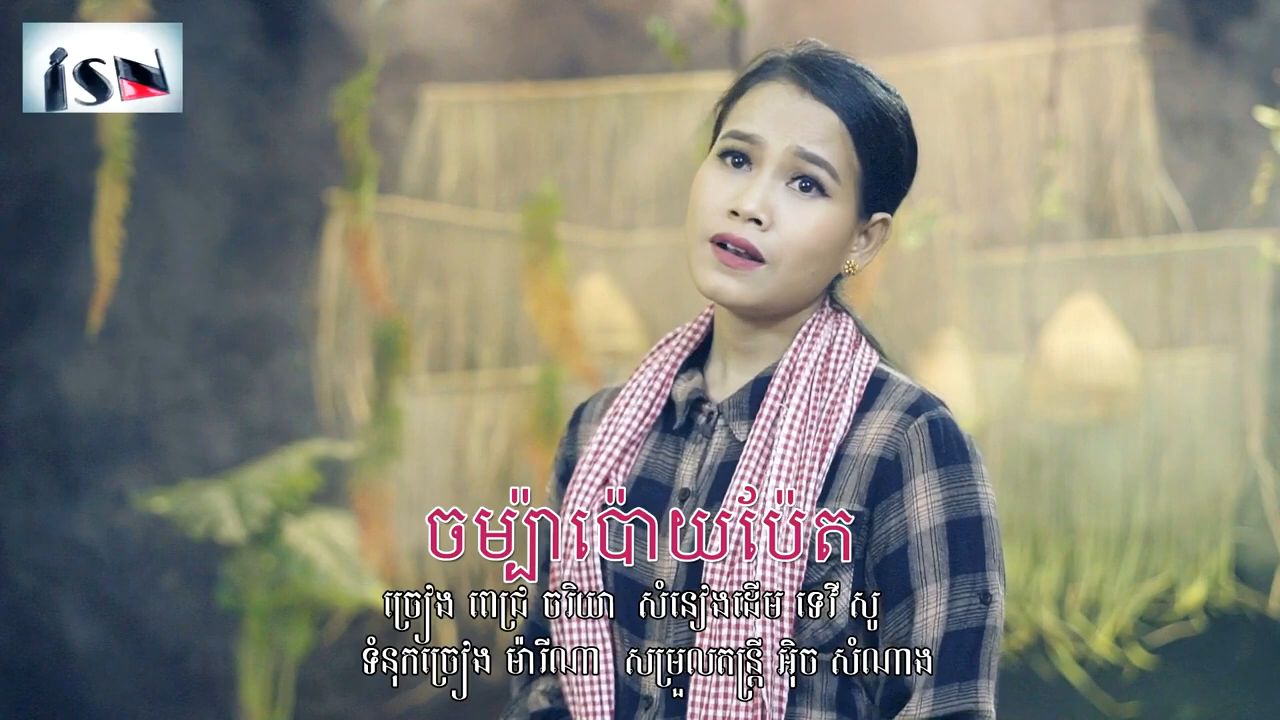 iSN
ចម្ប៉ាប៉ោយប៉ែត
ច្រៀង ពេជ្រ ចរិយា សំនៀងដើម ទេវី សូ
ទំនុកច្រៀង ម៉ារីណា សម្រួលតន្ត្រី អ៊ិច សំណាង